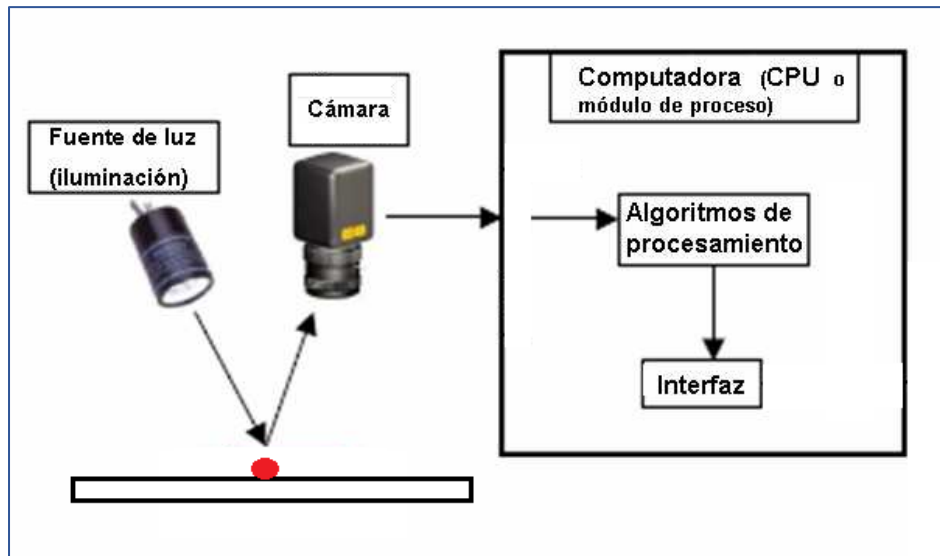 Fuente de luz
(iluminación)
Cámara
Computadora (CPU o
módulo de proceso)
Algoritmos de
procesamiento
Interfaz